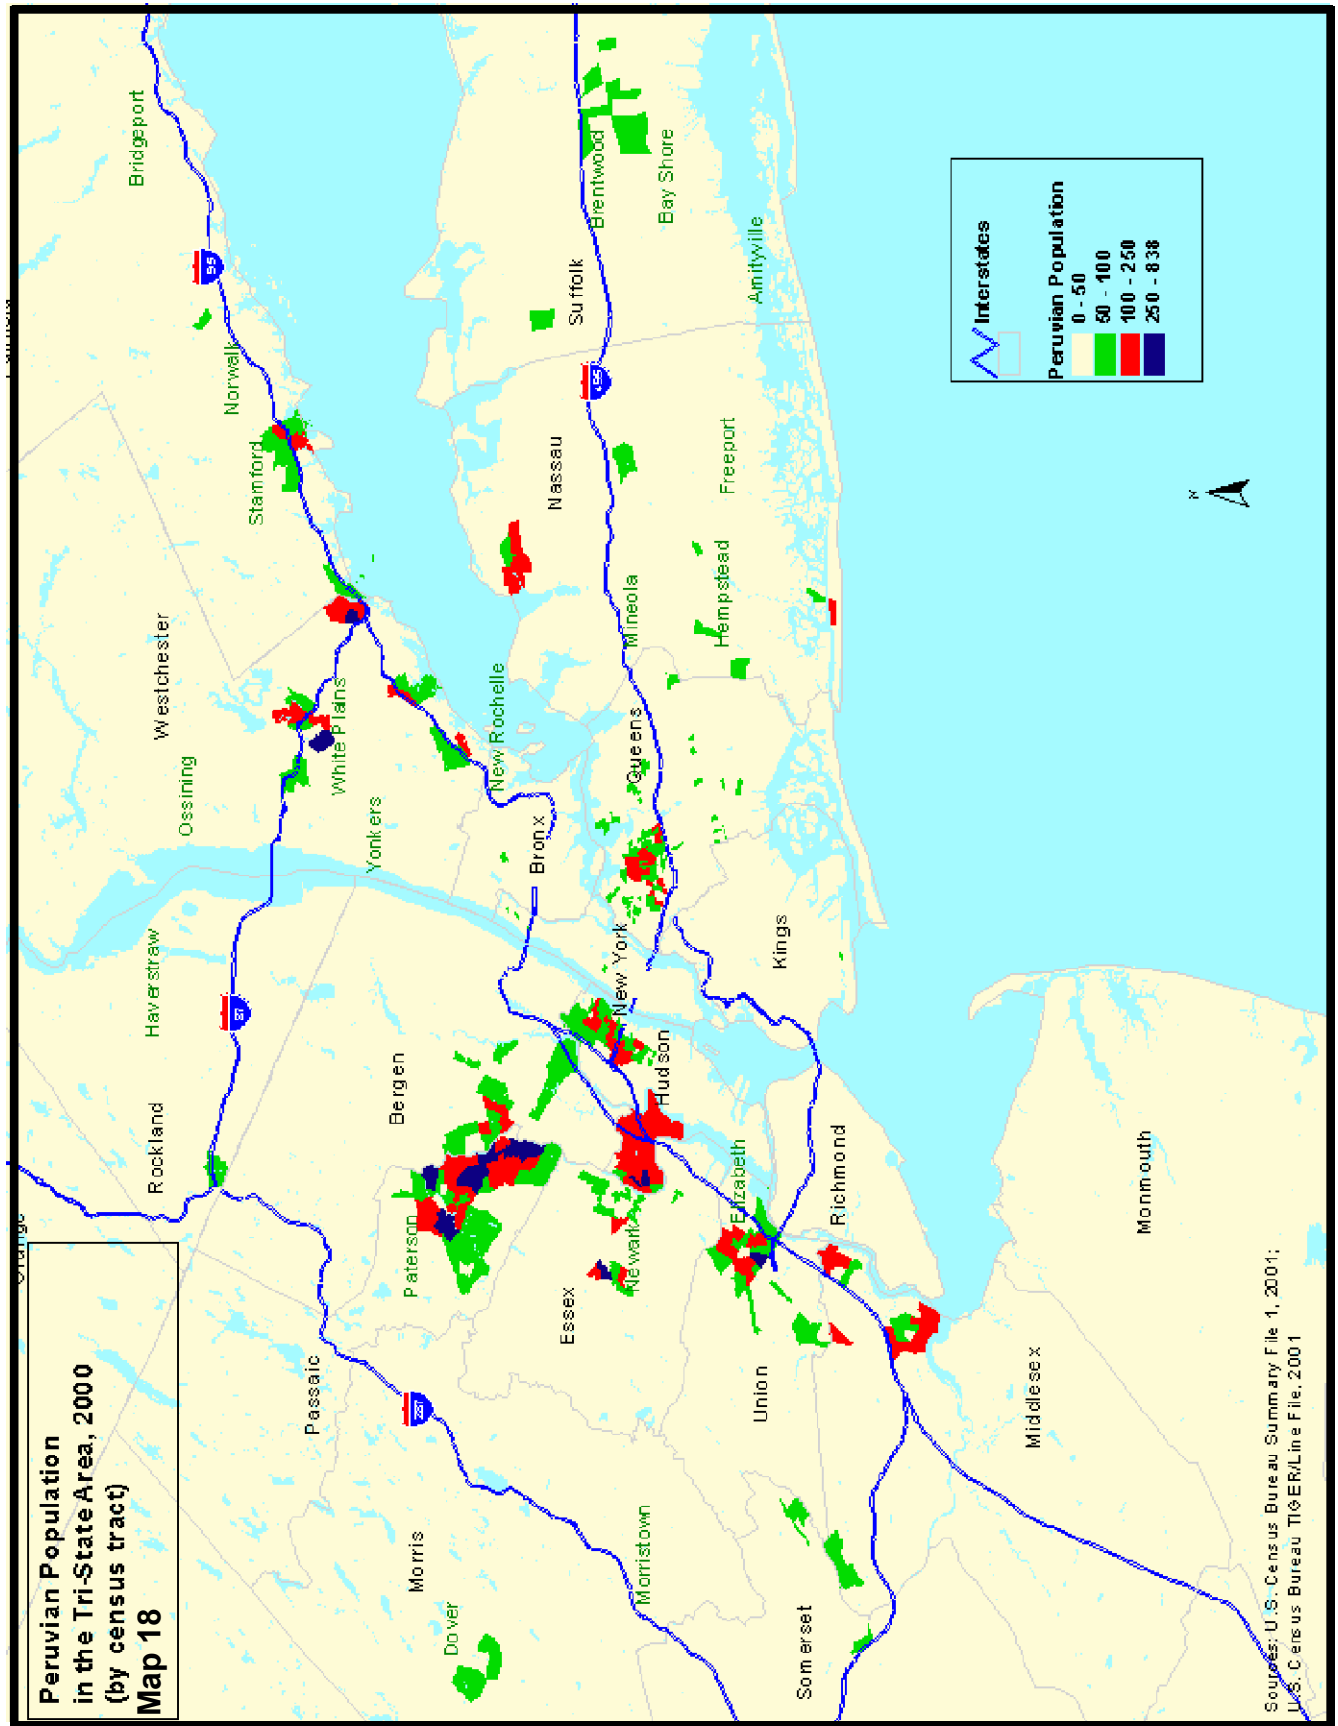 Peruvian Population
in the Tri-State Area, 2000
(by census tract)
Map 18
Bridgeport
95
Norwalk
Stamford
Westchester
Ossining
White Plains
Yonkers
New Rochelle
Haverstraw
Rockland
Bergen
Bronx
Paterson
Passaic
Morris
Dover
Morristown
Essex
Newark
Hudson
New York
Queens
Kings
Mineola
Nassau
Hempstead
Freeport
Suffolk
Brentwood
Bay Shore
Amityville
Elizabeth
Richmond
Union
Middlesex
Somerset
Monmouth
N
Interstates
Peruvian Population
0 - 50
50 - 100
100 - 250
250 - 838
Sources: U.S. Census Bureau Summary File 1, 2001;
U.S. Census Bureau TIGER/Line File, 2001